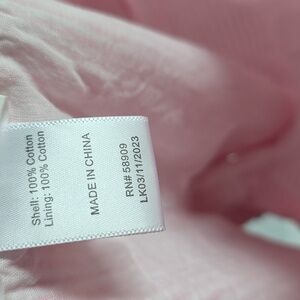 Shell: 100% Cotton
Lining: 100% Cotton
MADE IN CHINA
RN# 58909
LK03/11/2023